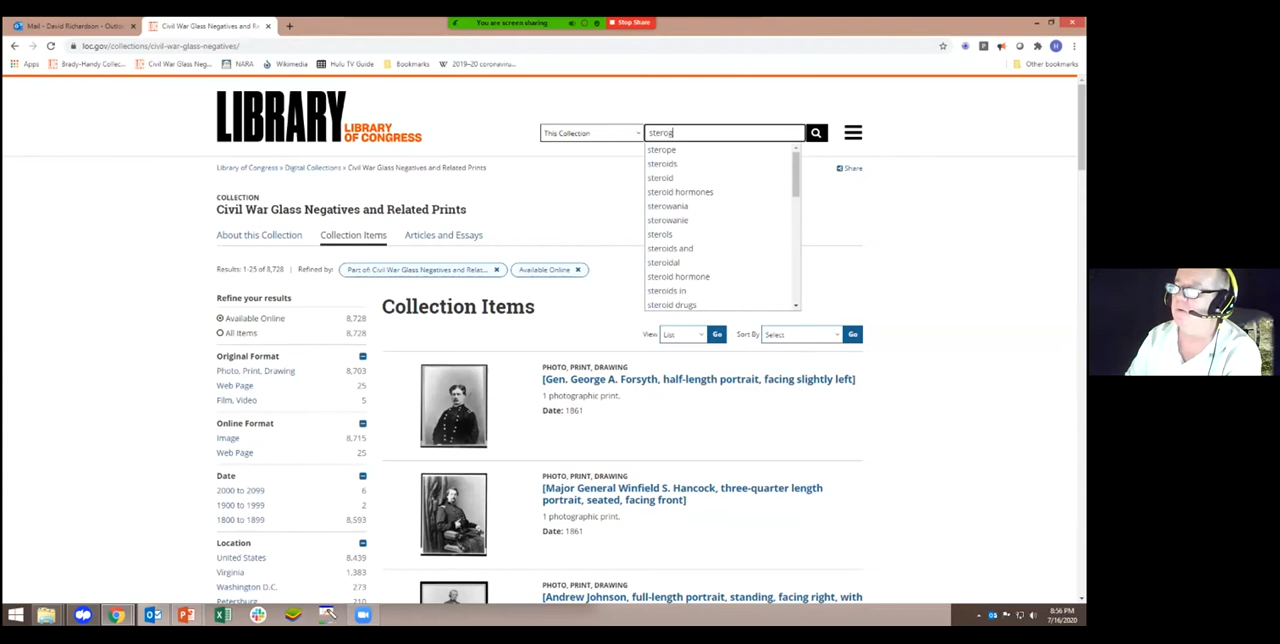 Mail - David Richardson - Outloo
Civil War Glass Negatives and Re
You are screen sharing
Stop Share
loc.gov/collections/civil-war-glass-negatives/
Apps
Brady-Handy Collec...
Civil War Glass Neg...
NARA
Wikimedia
Hulu TV Guide
Bookmarks
2019–20 coronaviru...
Other bookmarks
LIBRARY
LIBRARY OF CONGRESS
This Collection
sterog
sterope
steroids
steroid
steroid hormones
sterowania
sterowanie
sterols
steroids and
steroidal
steroid hormone
steroids in
steroid drugs
Library of Congress » Digital Collections » Civil War Glass Negatives and Related Prints
Share
COLLECTION
Civil War Glass Negatives and Related Prints
About this Collection
Collection Items
Articles and Essays
Results: 1-25 of 8,728 | Refined by:
Part of: Civil War Glass Negatives and Relat...
Available Online
Refine your results
Available Online 8,728
All Items 8,728
Original Format
Photo, Print, Drawing 8,703
Web Page 25
Film, Video 5
Online Format
Image 8,715
Web Page 25
Date
2000 to 2099 6
1900 to 1999 2
1800 to 1899 8,593
Location
United States 8,439
Virginia 1,383
Washington D.C. 273
Petersburg 210
Collection Items
View List Go Sort By Select Go
PHOTO, PRINT, DRAWING
[Gen. George A. Forsyth, half-length portrait, facing slightly left]
1 photographic print.
Date: 1861
PHOTO, PRINT, DRAWING
[Major General Winfield S. Hancock, three-quarter length
portrait, seated, facing front]
1 photographic print.
Date: 1861
PHOTO, PRINT, DRAWING
[Andrew Johnson, full-length portrait, standing, facing right, with
8:56 PM
7/16/2020